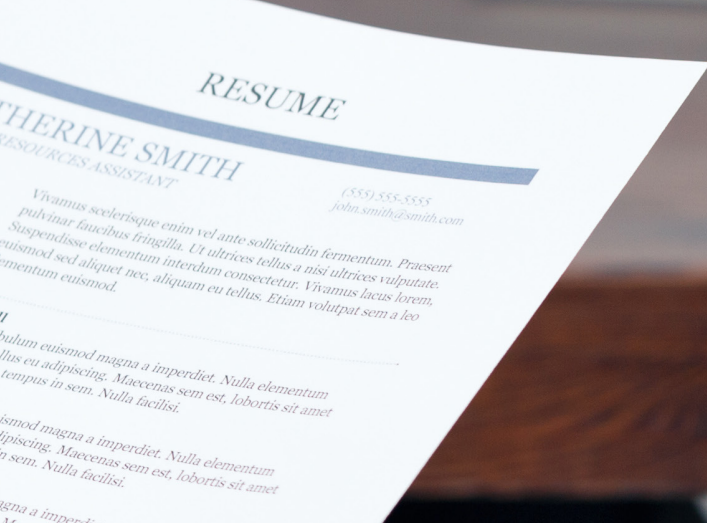 RESUME
THERINE SMITH
RESOURCES ASSISTANT
(555) 555-5555
john.smith@smith.com
Vivamus scelerisque enim vel ante sollicitudin fermentum. Praesent
pulvinar faucibus fringilla. Ut ultrices tellus a nisi ultrices vulputate.
Suspendisse elementum interdum consectetur. Vivamus lacus lorem,
euismod sed aliquet nec, aliquam eu tellus. Etiam volutpat sem a leo
ementum euismod.
bulum euismod magna a imperdiet. Nulla elementum
llus eu adipiscing. Maecenas sem est, lobortis sit amet
tempus in sem. Nulla facilisi.
ismod magna a imperdiet. Nulla elementum
dipiscing. Maecenas sem est, lobortis sit amet
in sem. Nulla facilisi.
agna a imperdiet.